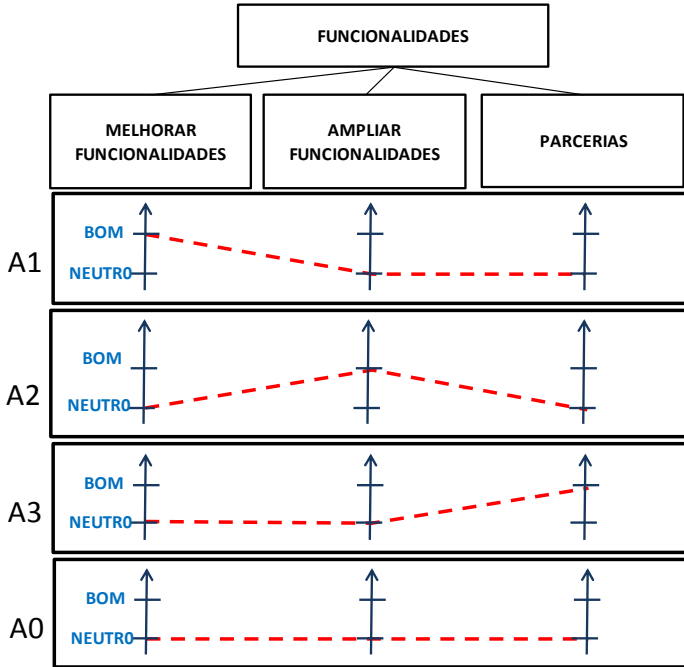 FUNCIONALIDADES
MELHORAR
FUNCIONALIDADES
AMPLIAR
FUNCIONALIDADES
PARCERIAS
A1
BOM
NEUTR0
A2
BOM
NEUTR0
A3
BOM
NEUTR0
A0
BOM
NEUTR0